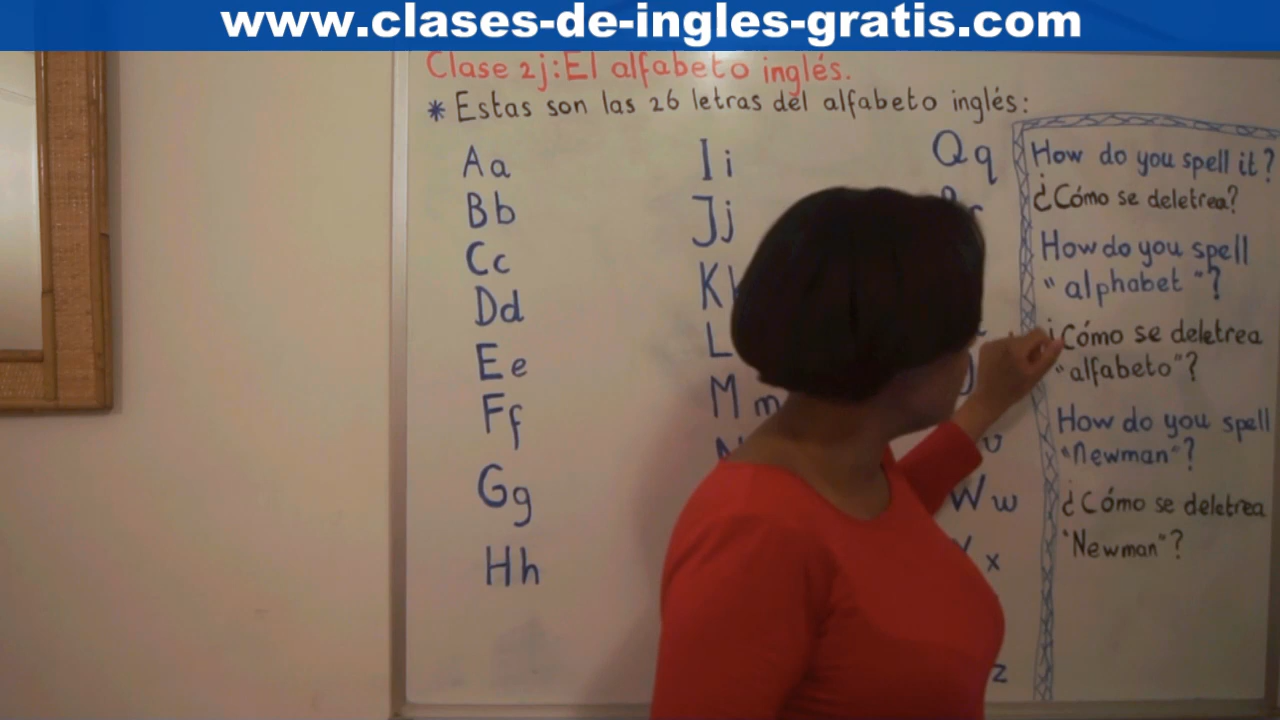 www.clases-de-ingles-gratis.com
Clase 2j: El alfabeto inglés.
* Estas son las 26 letras del alfabeto inglés:
Aa
Bb
Cc
Dd
Ee
Ff
Gg
Hh
Ii
Jj
K
L
Mm
Qq
Ww
x
z
How do you spell it?
¿Cómo se deletrea?
How do you spell
"alphabet"?
¿Cómo se deletrea
"alfabeto"?
How do you spell
"Newman"?
¿Cómo se deletrea
"Newman"?